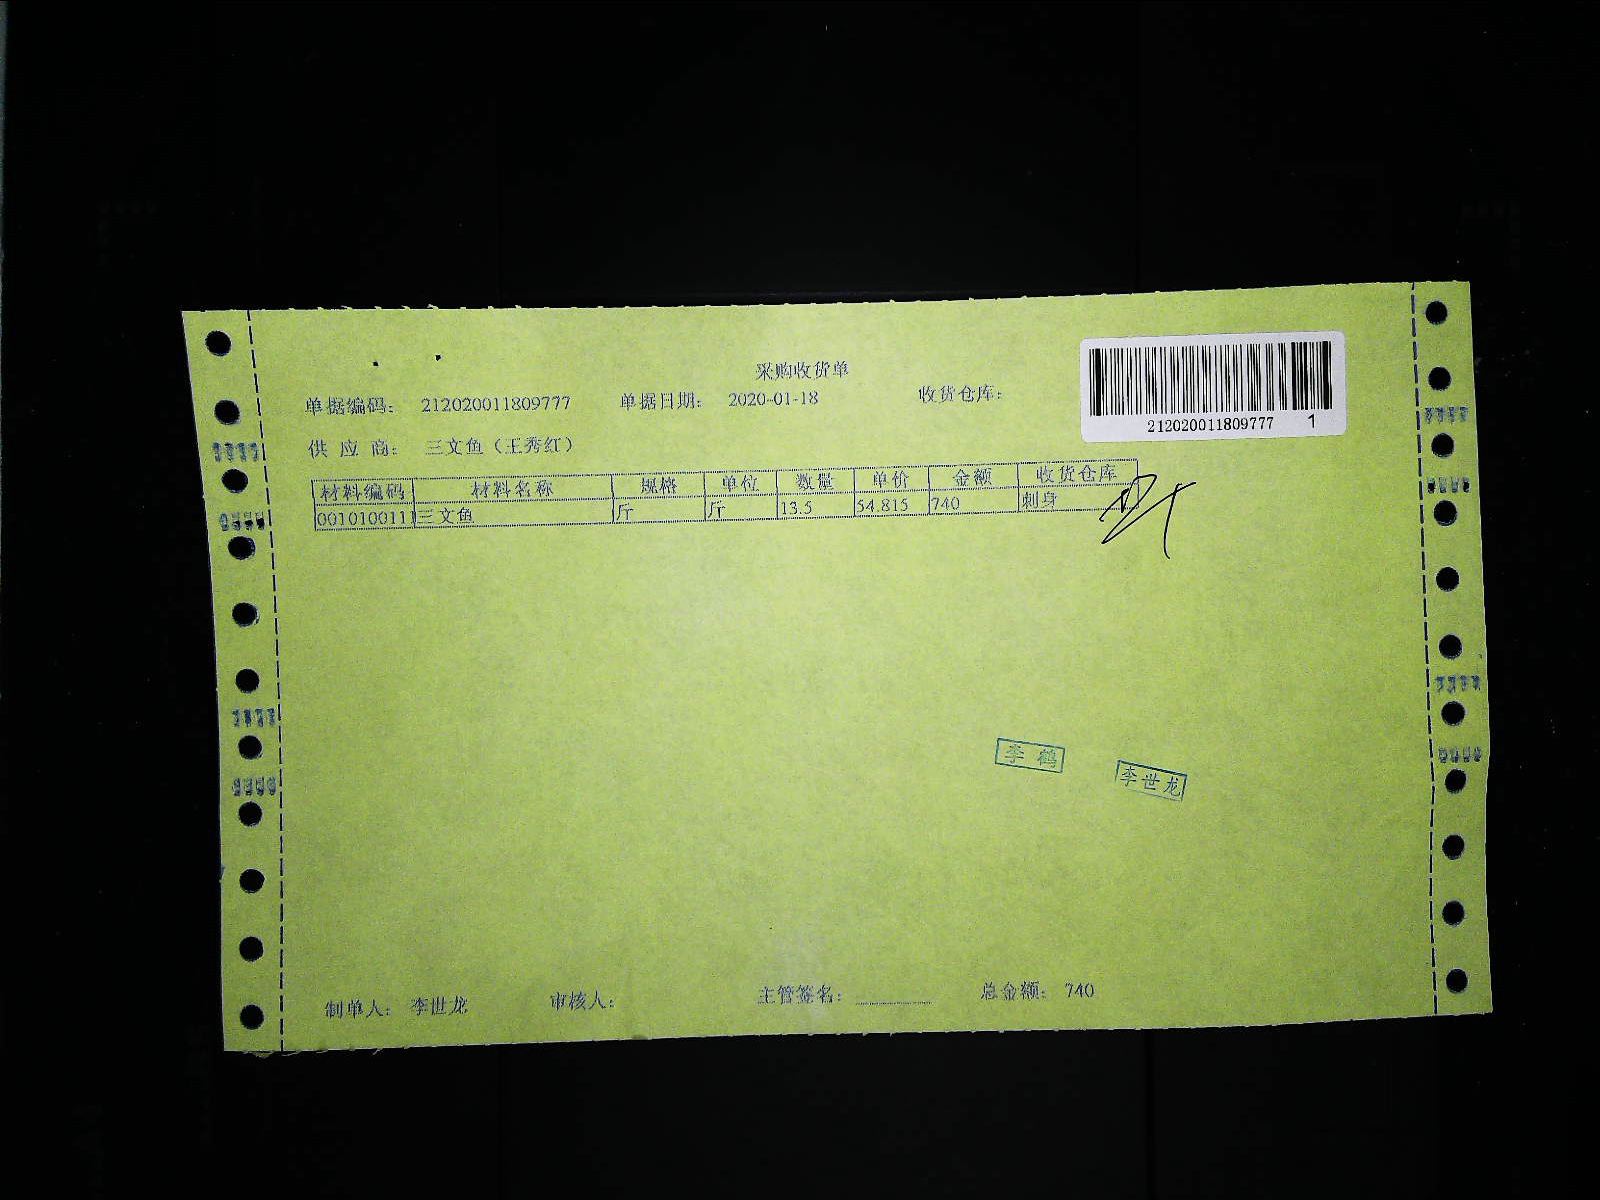 采购收货单
单据编码： 212020011809777 单据日期： 2020-01-18 收货仓库：
212020011809777 1
供 应 商： 三文鱼（王秀红）
材料编码 材料名称 规格 单位 数量 单价 金额 收货仓库
0010100111 三文鱼 斤 斤 13.5 54.815 740 刺身
李 鹤
李世龙
制单人： 李世龙 审核人： 主管签名： 总金额： 740